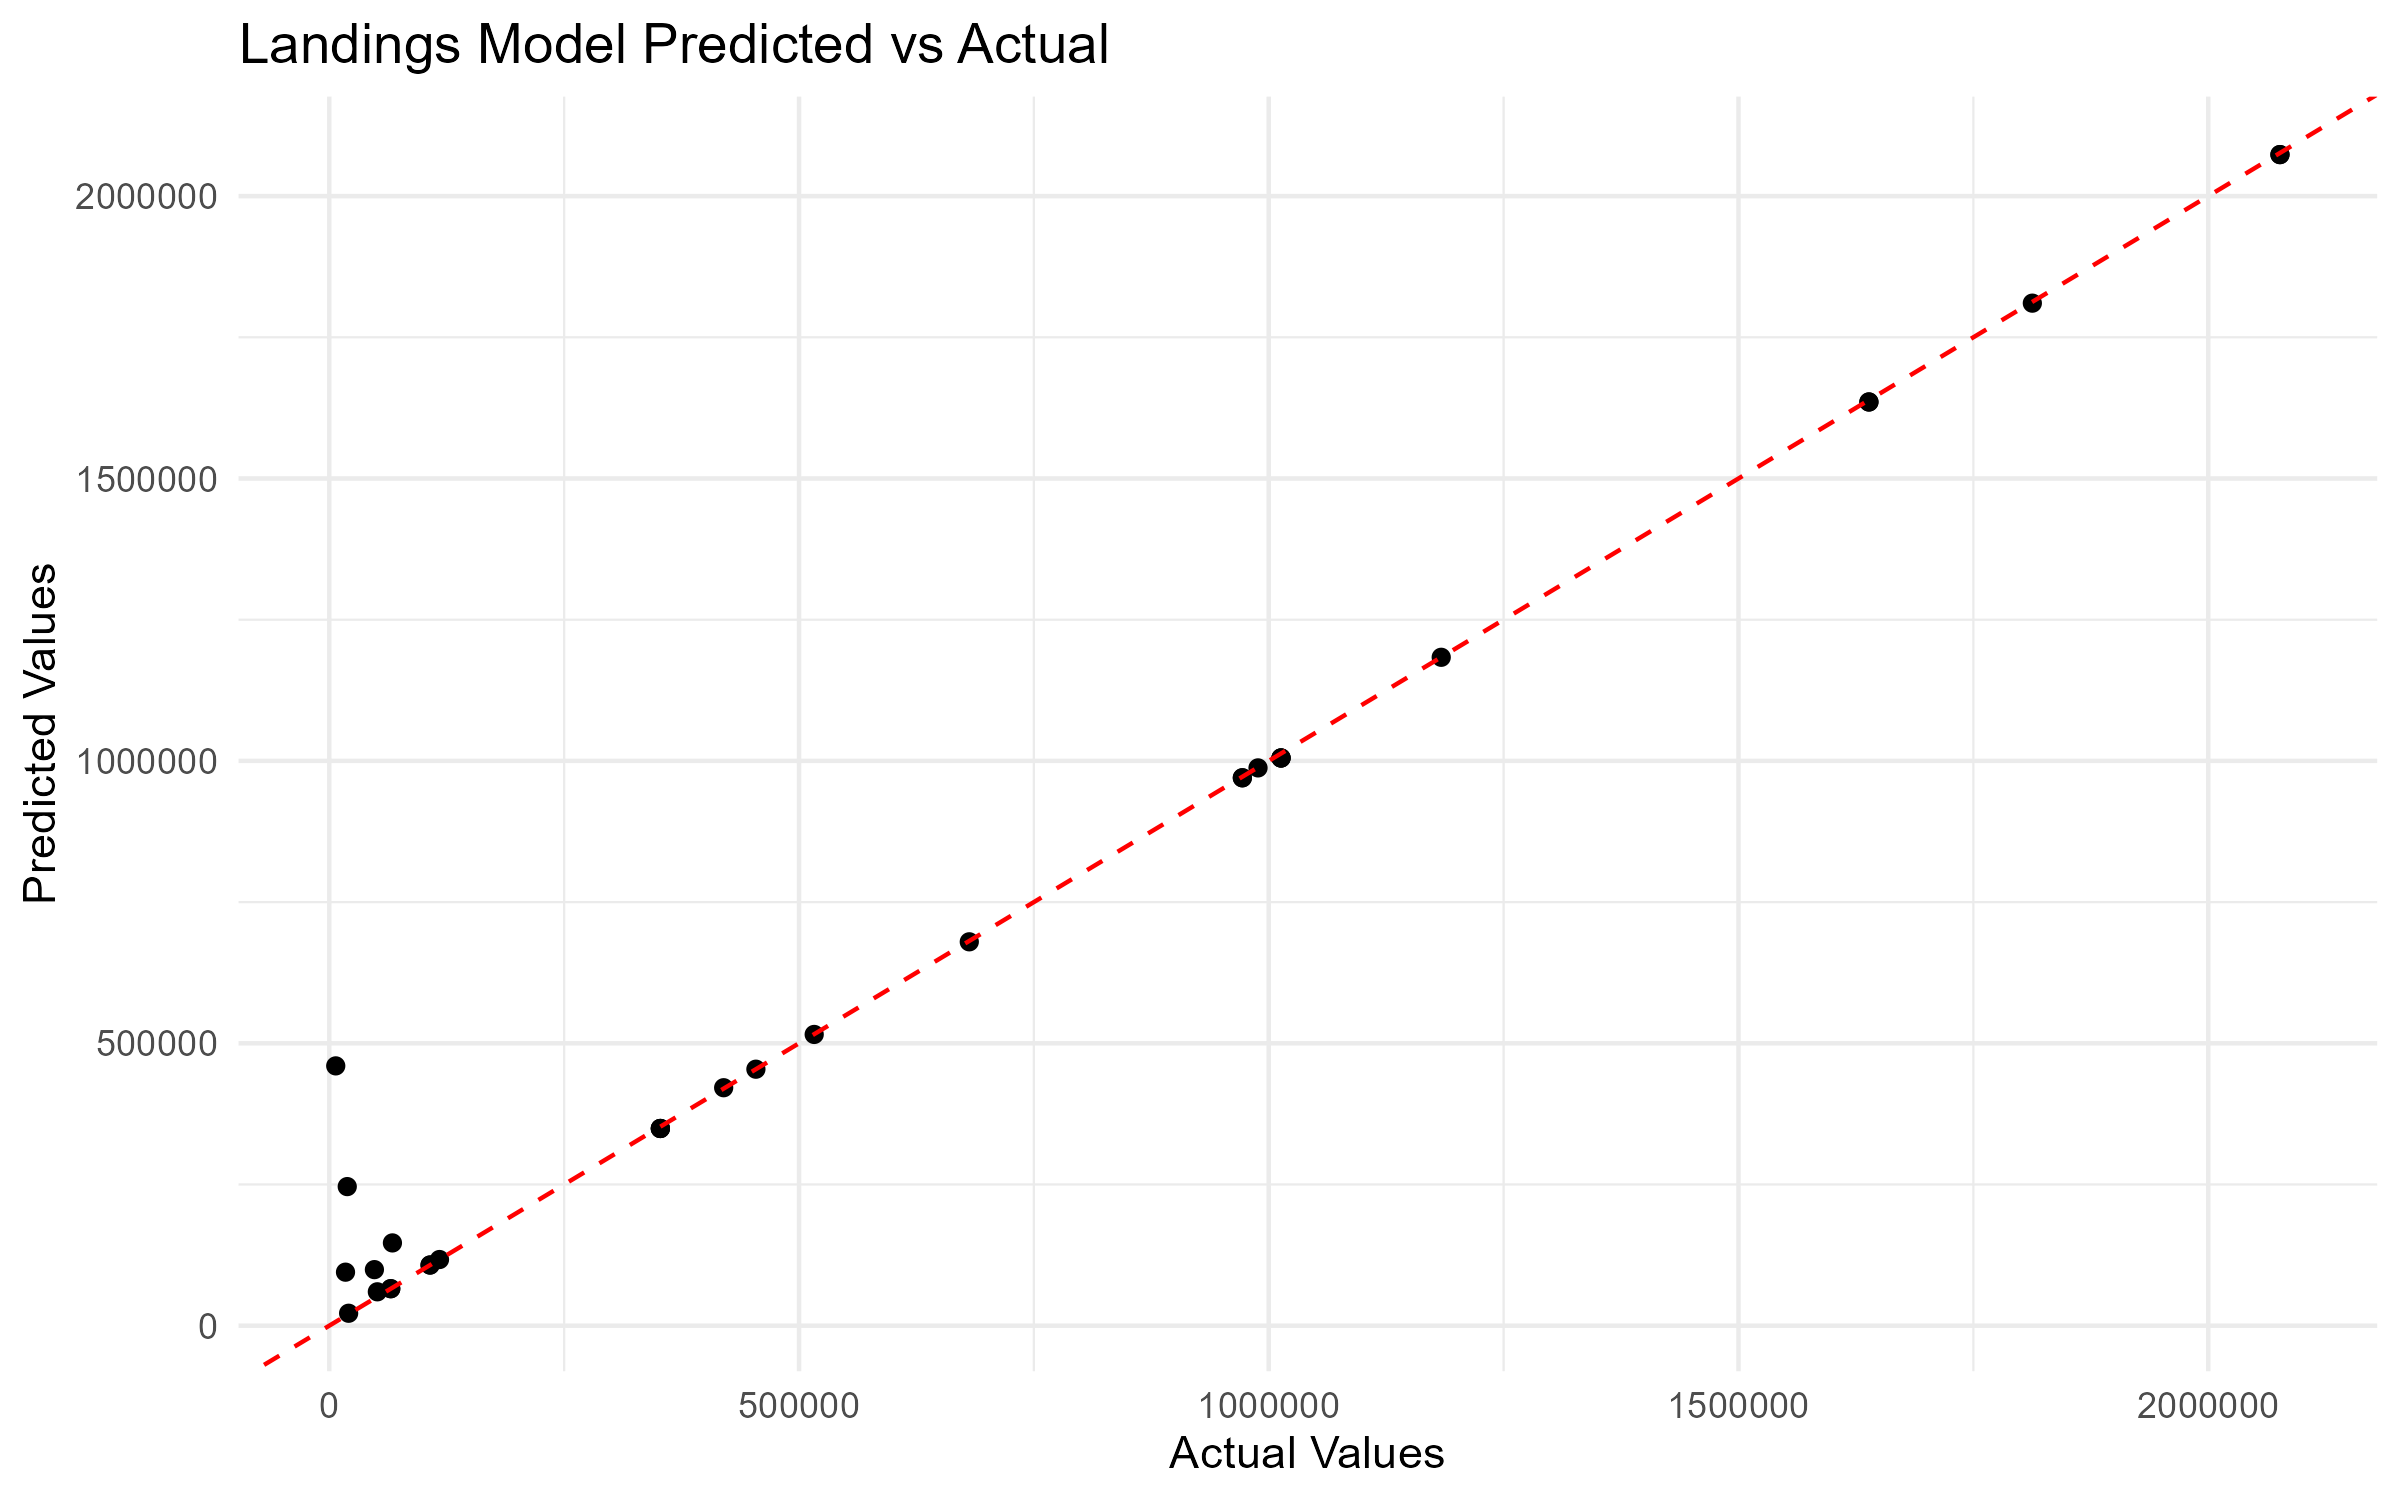 Landings Model Predicted vs Actual
Predicted Values
2000000
1500000
1000000
500000
0
0 500000 1000000 1500000 2000000
Actual Values